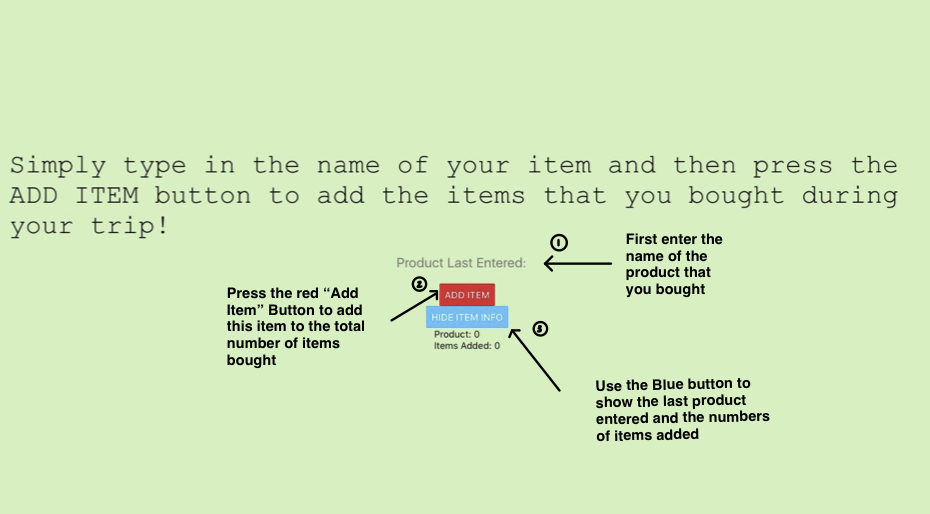 Simply type in the name of your item and then press the
ADD ITEM button to add the items that you bought during
your trip!
1
First enter the
name of the
product that
you bought
Product Last Entered:
2
Press the red “Add
Item” Button to add
this item to the total
number of items
bought
ADD ITEM
HIDE ITEM INFO
Product: 0
Items Added: 0
3
Use the Blue button to
show the last product
entered and the numbers
of items added